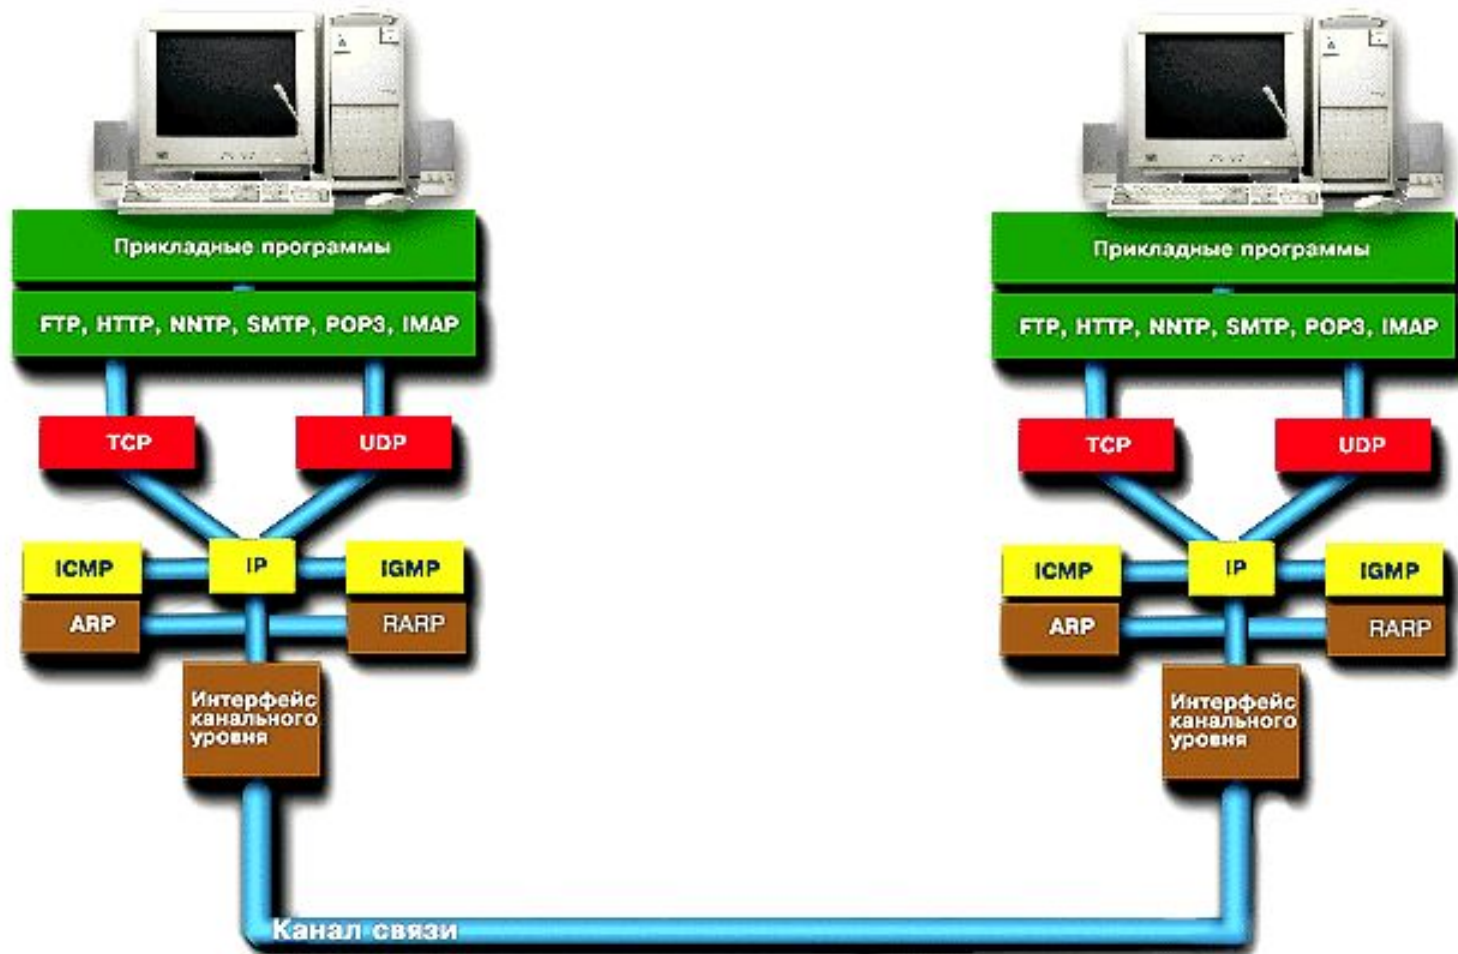 Прикладные программы
FTP, HTTP, NNTP, SMTP, POP3, IMAP
TCP
UDP
ICMP
IP
IGMP
ARP
RARP
Интерфейс
канального
уровня
Прикладные программы
FTP, HTTP, NNTP, SMTP, POP3, IMAP
TCP
UDP
ICMP
IP
IGMP
ARP
RARP
Интерфейс
канального
уровня
Канал связи